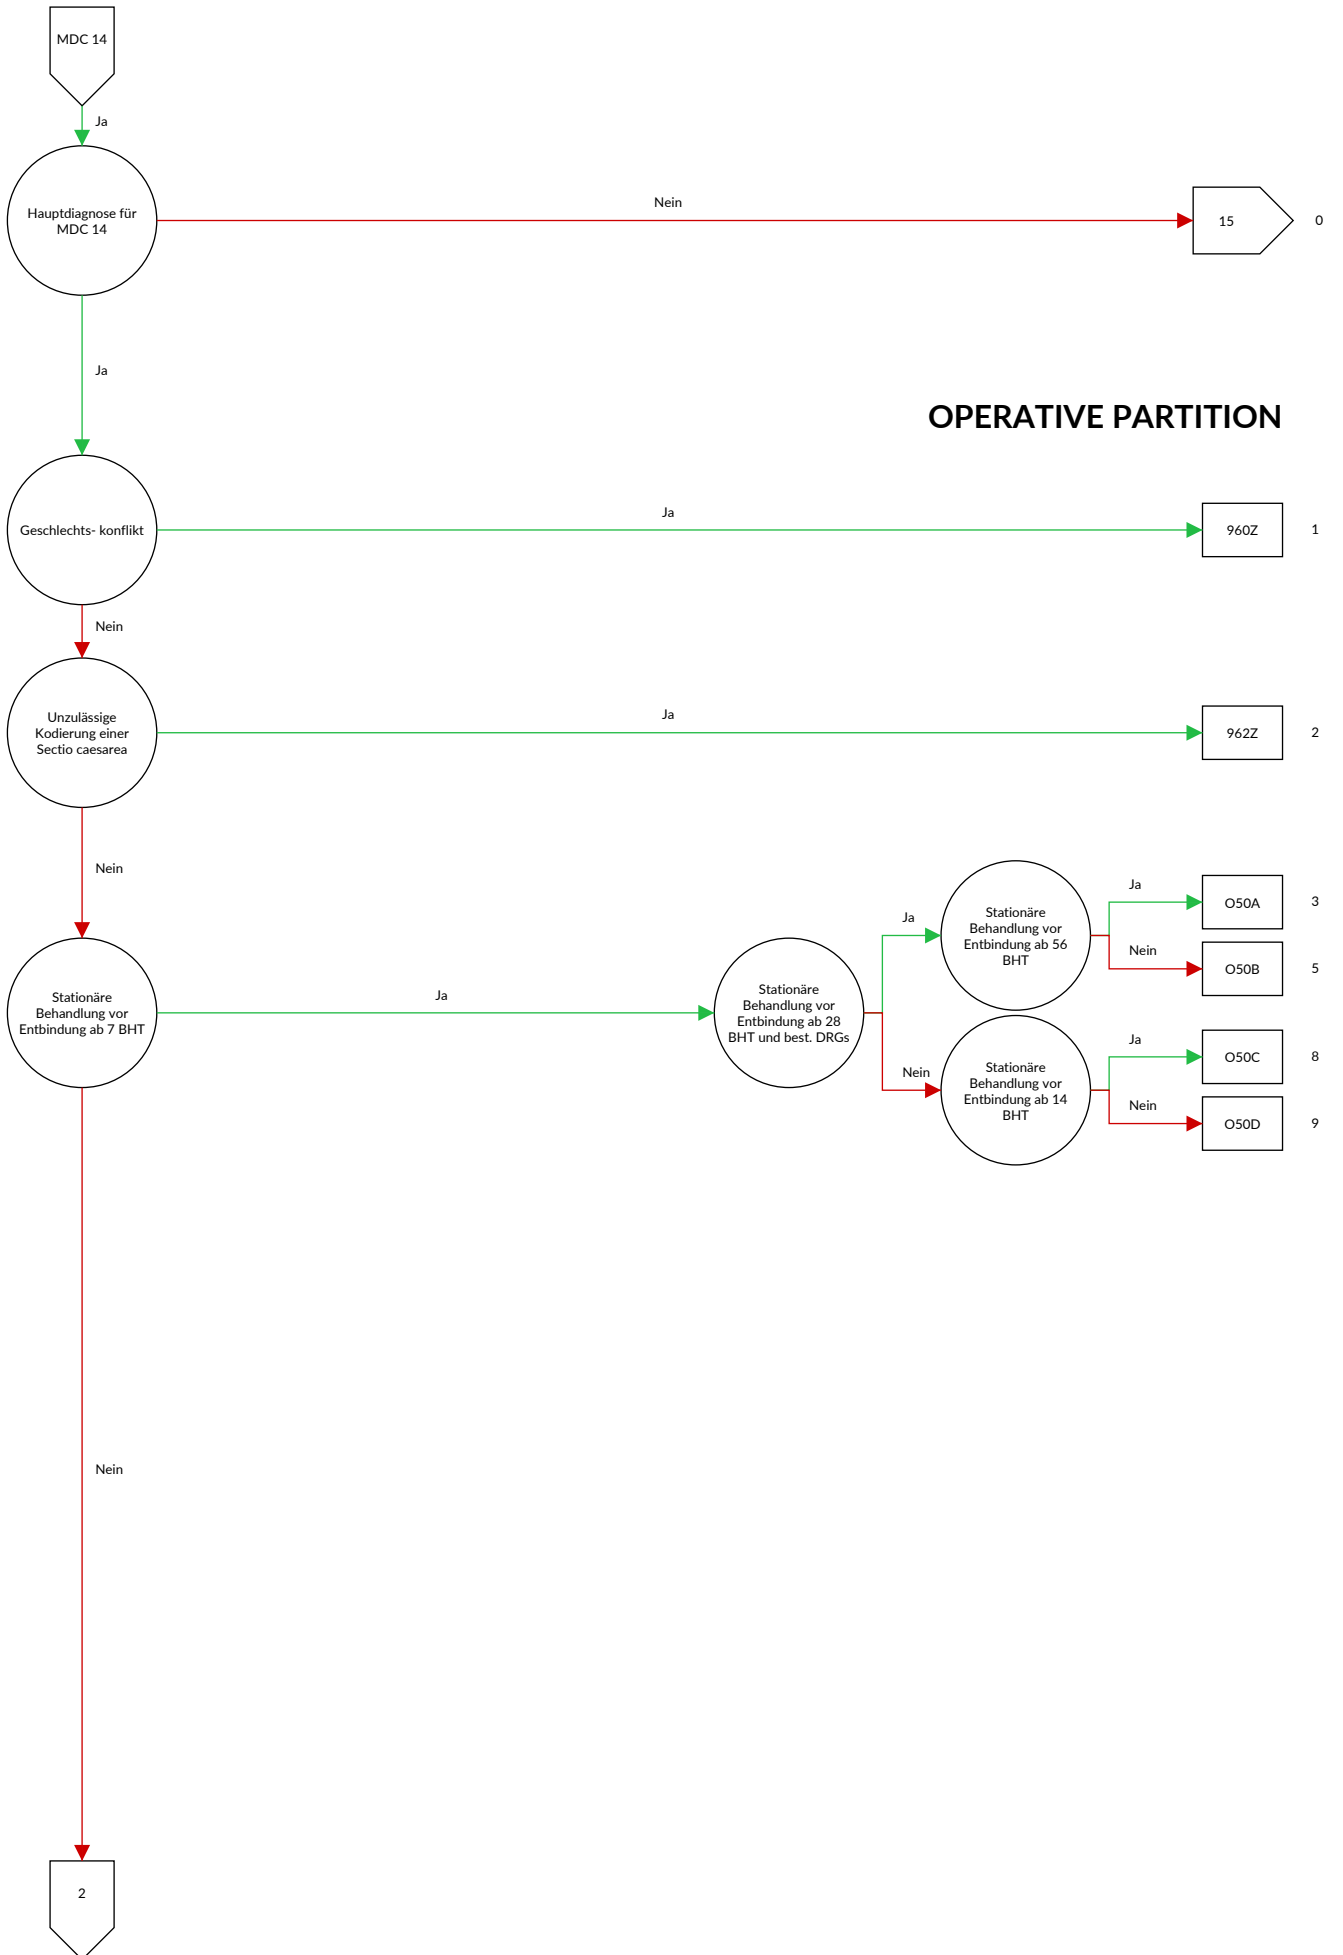 MDC 14
Ja
Hauptdiagnose für
MDC 14
Nein
15
0
Ja
OPERATIVE PARTITION
Geschlechts- konflikt
Ja
960Z
1
Nein
Unzulässige
Kodierung einer
Sectio caesarea
Ja
962Z
2
Nein
Stationäre
Behandlung vor
Entbindung ab 7 BHT
Ja
Stationäre
Behandlung vor
Entbindung ab 28
BHT und best. DRGs
Ja
Stationäre
Behandlung vor
Entbindung ab 56
BHT
Ja
O50A
3
Nein
O50B
5
Nein
Stationäre
Behandlung vor
Entbindung ab 14
BHT
Ja
O50C
8
Nein
O50D
9
Nein
2